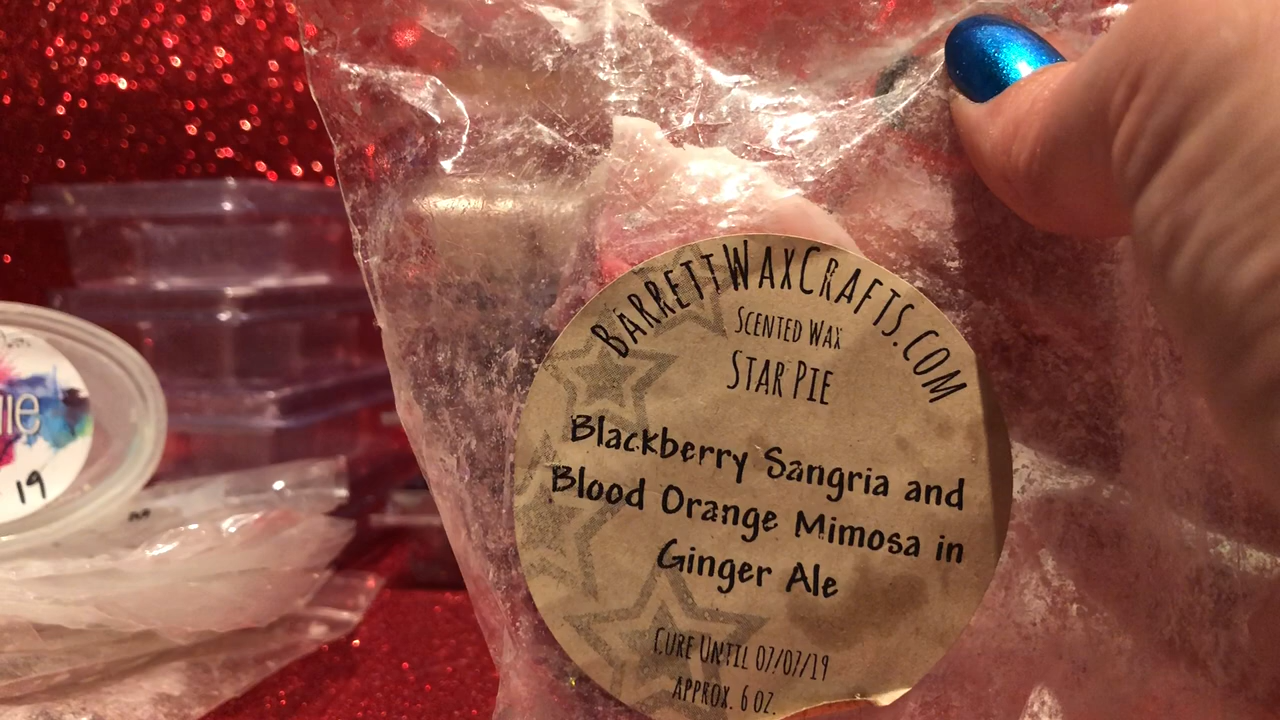 BARRETTWAXCRAFTS.COM
SCENTED WAX
STAR PIE
Blackberry Sangria and
Blood Orange Mimosa in
Ginger Ale
CURE UNTIL 07/07/19
APPROX. 6 OZ.
19